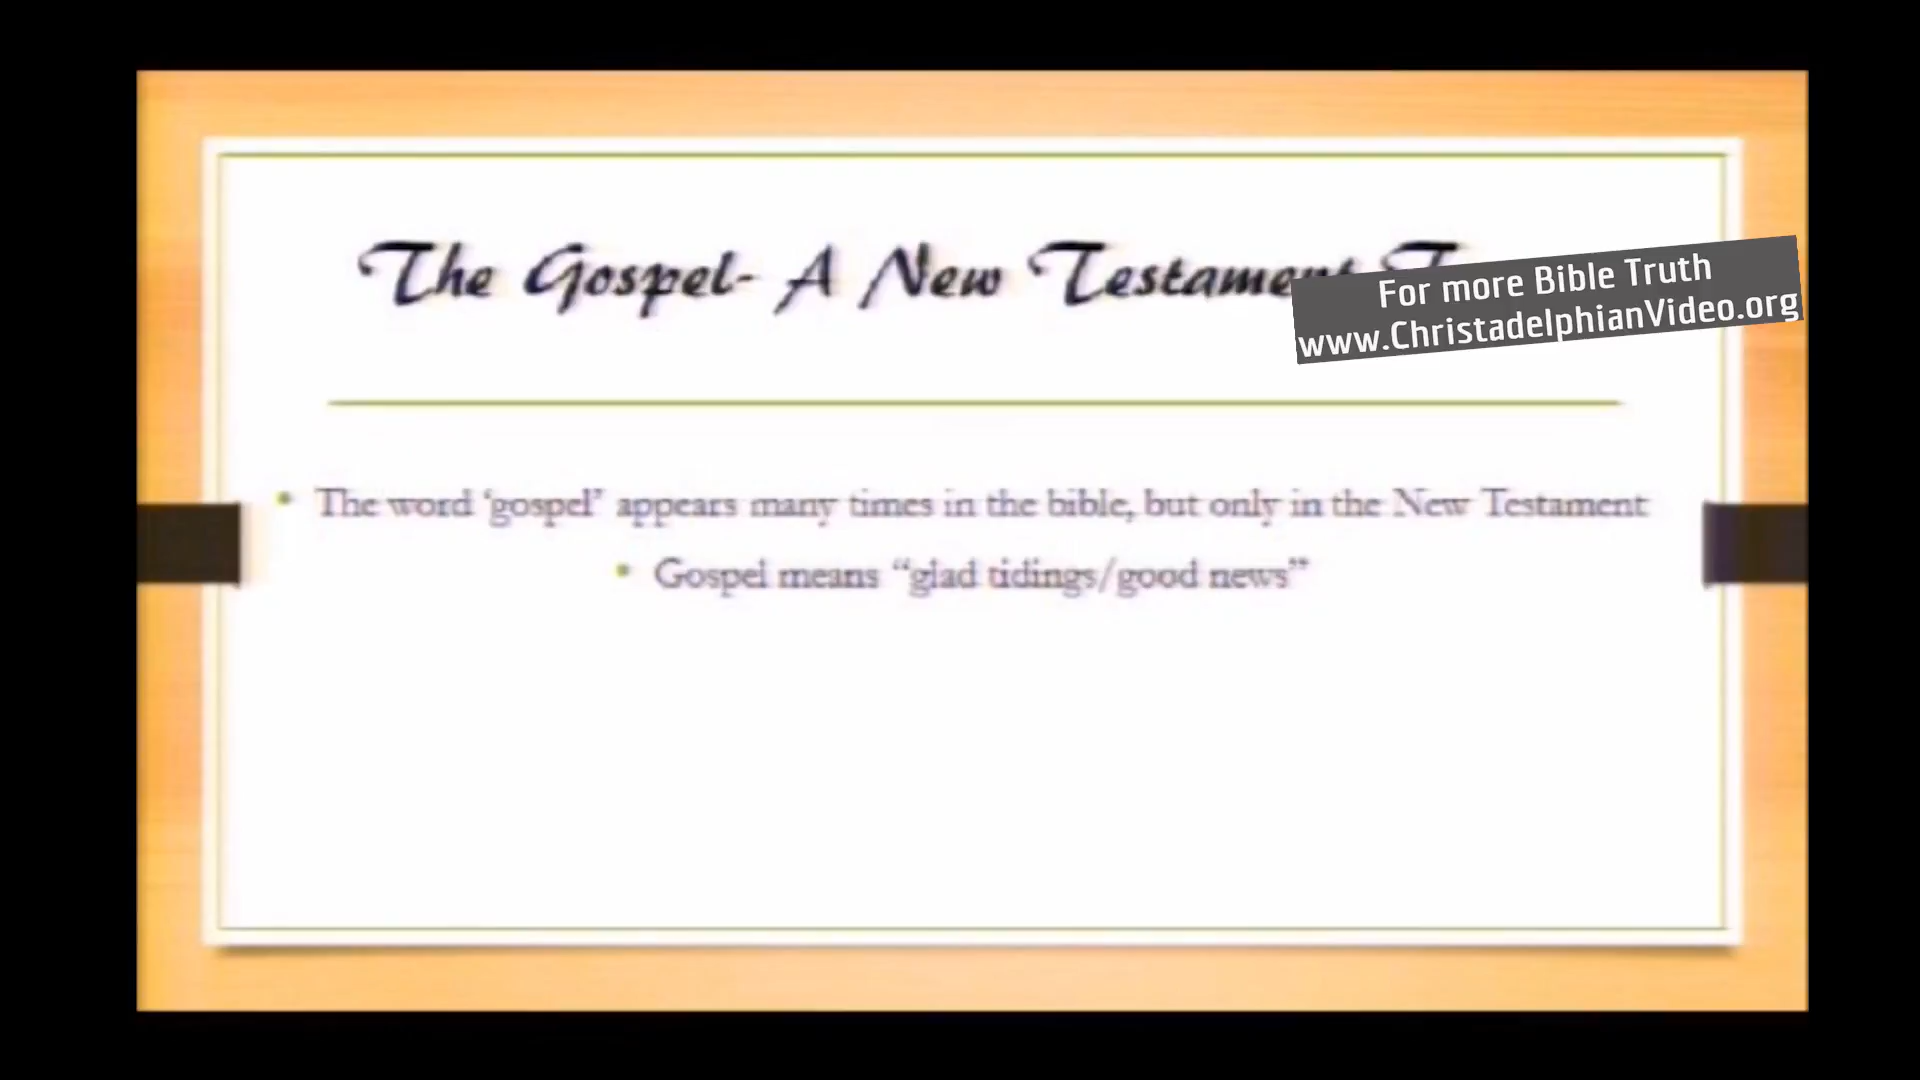 The Gospel- A New Testament
For more Bible Truth
www.ChristadelphianVideo.org
• The word ‘gospel’ appears many times in the bible, but only in the New Testament
• Gospel means “glad tidings/good news”